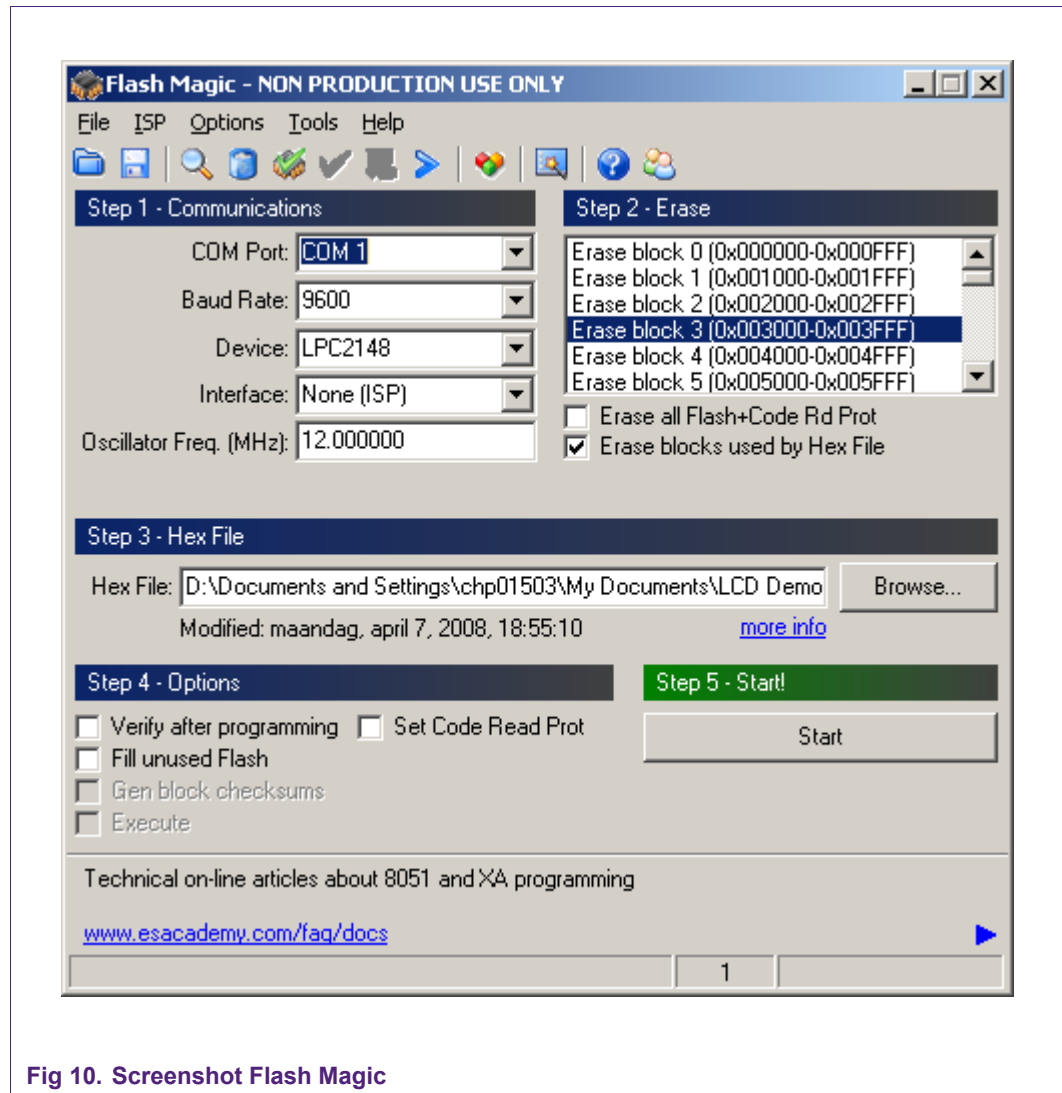 Flash Magic - NON PRODUCTION USE ONLY
File ISP Options Tools Help
Step 1 - Communications
COM Port: COM 1
Baud Rate: 9600
Device: LPC2148
Interface: None (ISP)
Oscillator Freq. (MHz): 12.000000
Step 2 - Erase
Erase block 0 (0x000000-0x000FFF)
Erase block 1 (0x001000-0x001FFF)
Erase block 2 (0x002000-0x002FFF)
Erase block 3 (0x003000-0x003FFF)
Erase block 4 (0x004000-0x004FFF)
Erase block 5 (0x005000-0x005FFF)
Erase all Flash+Code Rd Prot
Erase blocks used by Hex File
Step 3 - Hex File
Hex File: D:\Documents and Settings\chp01503\My Documents\LCD Demo Browse...
Modified: maandag, april 7, 2008, 18:55:10 more info
Step 4 - Options
Verify after programming Set Code Read Prot
Fill unused Flash
Gen block checksums
Execute
Step 5 - Start!
Start
Technical on-line articles about 8051 and XA programming
www.esacademy.com/faq/docs
1
Fig 10. Screenshot Flash Magic